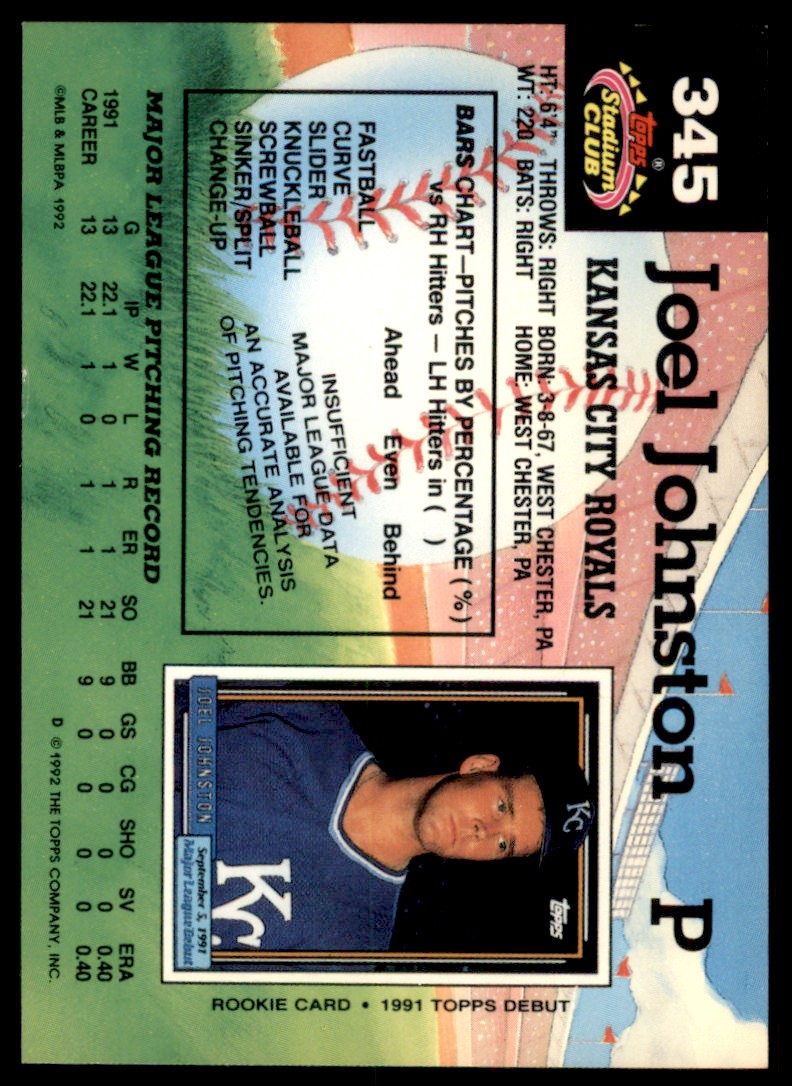 345
topps®
Stadium
CLUB
Joel Johnston P
KANSAS CITY ROYALS
HT: 6'4" THROWS: RIGHT BORN: 3-8-67, WEST CHESTER, PA
WT: 220 BATS: RIGHT HOME: WEST CHESTER, PA
BARS CHART—PITCHES BY PERCENTAGE (%)
vs RH Hitters — LH Hitters in ( )
Ahead Even Behind
FASTBALL
CURVE
SLIDER
KNUCKLEBALL
SCREWBALL
SINKER/SPLIT
CHANGE-UP
INSUFFICIENT
MAJOR LEAGUE DATA
AVAILABLE FOR
AN ACCURATE ANALYSIS
OF PITCHING TENDENCIES.
KC
topps
KC
JOEL JOHNSTON
September 5, 1991
Major League Debut
ROOKIE CARD • 1991 TOPPS DEBUT
MAJOR LEAGUE PITCHING RECORD
G IP W L R ER SO BB GS CG SHO SV ERA
1991 13 22.1 1 0 1 1 21 9 0 0 0 0 0.40
CAREER 13 22.1 1 0 1 1 21 9 0 0 0 0 0.40
©MLB & MLBPA 1992
D ©1992 THE TOPPS COMPANY, INC.